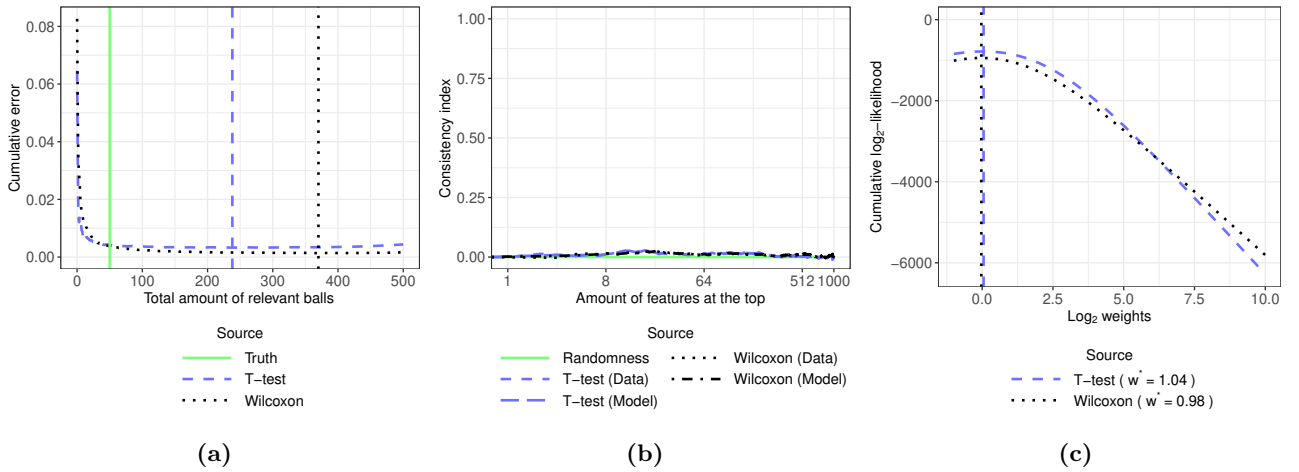 0.08
0.06
0.04
0.02
0.00
Cumulative error
0 100 200 300 400 500
Total amount of relevant balls
Source
Truth
T-test
Wilcoxon
(a)
1.00
0.75
0.50
0.25
0.00
Consistency index
1 8 64 512 1000
Amount of features at the top
Source
Randomness
T-test (Data)
T-test (Model)
Wilcoxon (Data)
Wilcoxon (Model)
(b)
0
−2000
−4000
−6000
Cumulative log₂−likelihood
0.0 2.5 5.0 7.5 10.0
Log₂ weights
Source
T-test ( w* = 1.04 )
Wilcoxon ( w* = 0.98 )
(c)